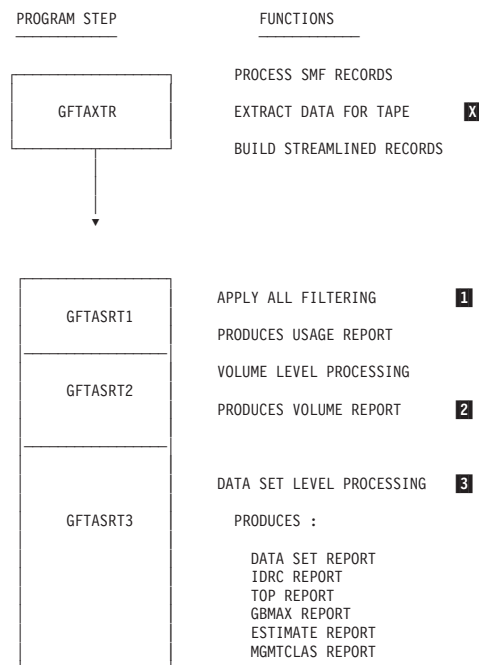 PROGRAM STEP FUNCTIONS
PROCESS SMF RECORDS
GFTAXTR EXTRACT DATA FOR TAPE X
BUILD STREAMLINED RECORDS
APPLY ALL FILTERING 1
GFTASRT1
PRODUCES USAGE REPORT
VOLUME LEVEL PROCESSING
GFTASRT2
PRODUCES VOLUME REPORT 2
DATA SET LEVEL PROCESSING 3
GFTASRT3 PRODUCES :
DATA SET REPORT
IDRC REPORT
TOP REPORT
GBMAX REPORT
ESTIMATE REPORT
MGMTCLAS REPORT